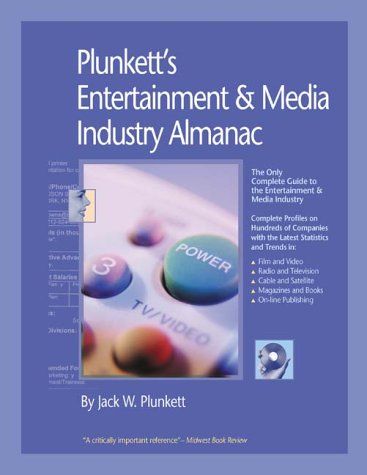 Plunkett's
Entertainment & Media
Industry Almanac
The Only
Complete Guide to
the Entertainment &
Media Industry
Complete Profiles on
Hundreds of Companies
with the Latest Statistics
and Trends in:
Film and Video
Radio and Television
Cable and Satellite
Magazines and Books
On-line Publishing
3
POWER
TV/VIDEO
By Jack W. Plunkett
"A critically important reference" – Midwest Book Review